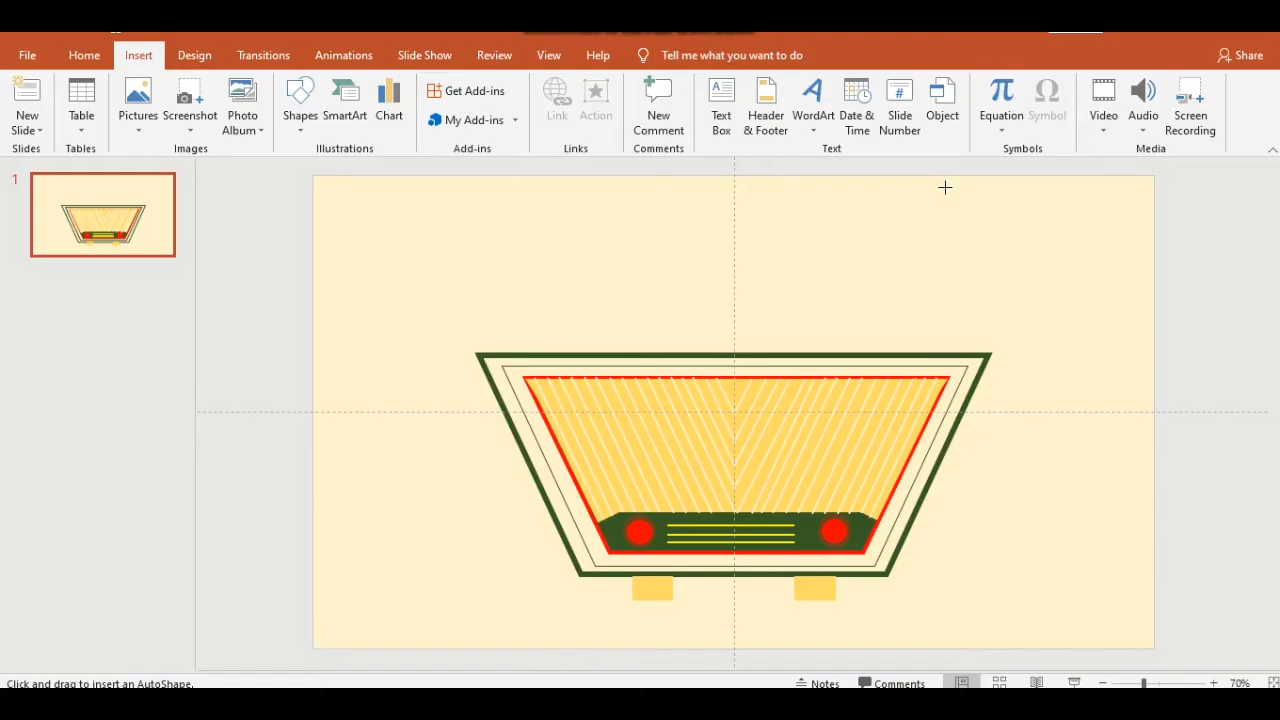 File Home Insert Design Transitions Animations Slide Show Review View Help Tell me what you want to do Share
New Slide Table Pictures Screenshot Photo Album Shapes SmartArt Chart Get Add-ins My Add-ins Link Action New Comment Text Box Header & Footer WordArt Date & Time Slide Number Object Equation Symbol Video Audio Screen Recording
Slides Tables Images Illustrations Add-ins Links Comments Text Symbols Media
1
Click and drag to insert an AutoShape. Notes Comments 70%